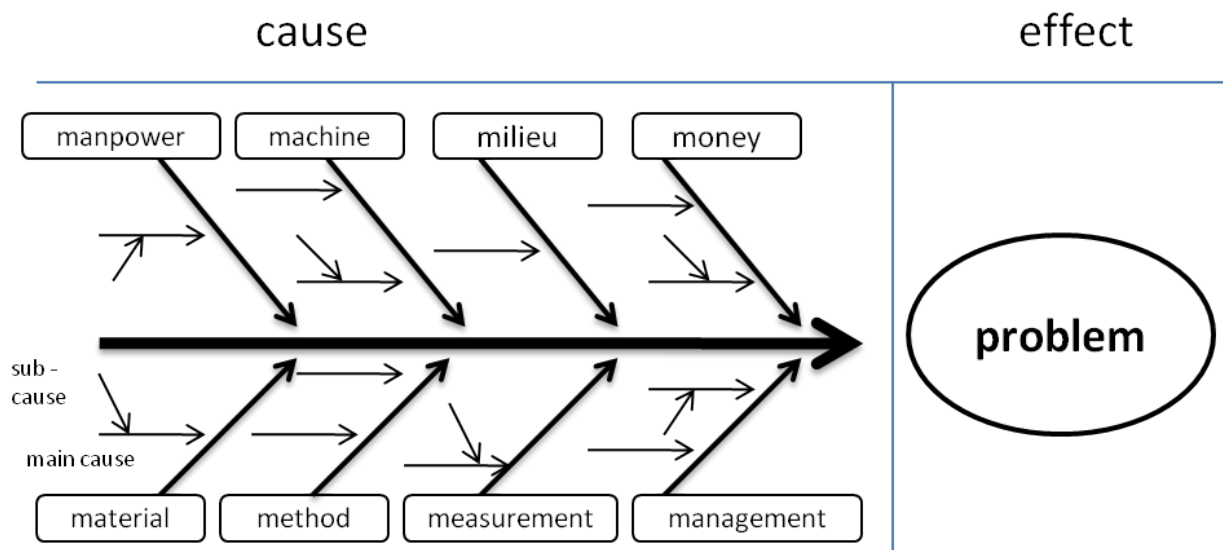 cause
effect
manpower
machine
milieu
money
problem
sub -
cause
main cause
material
method
measurement
management